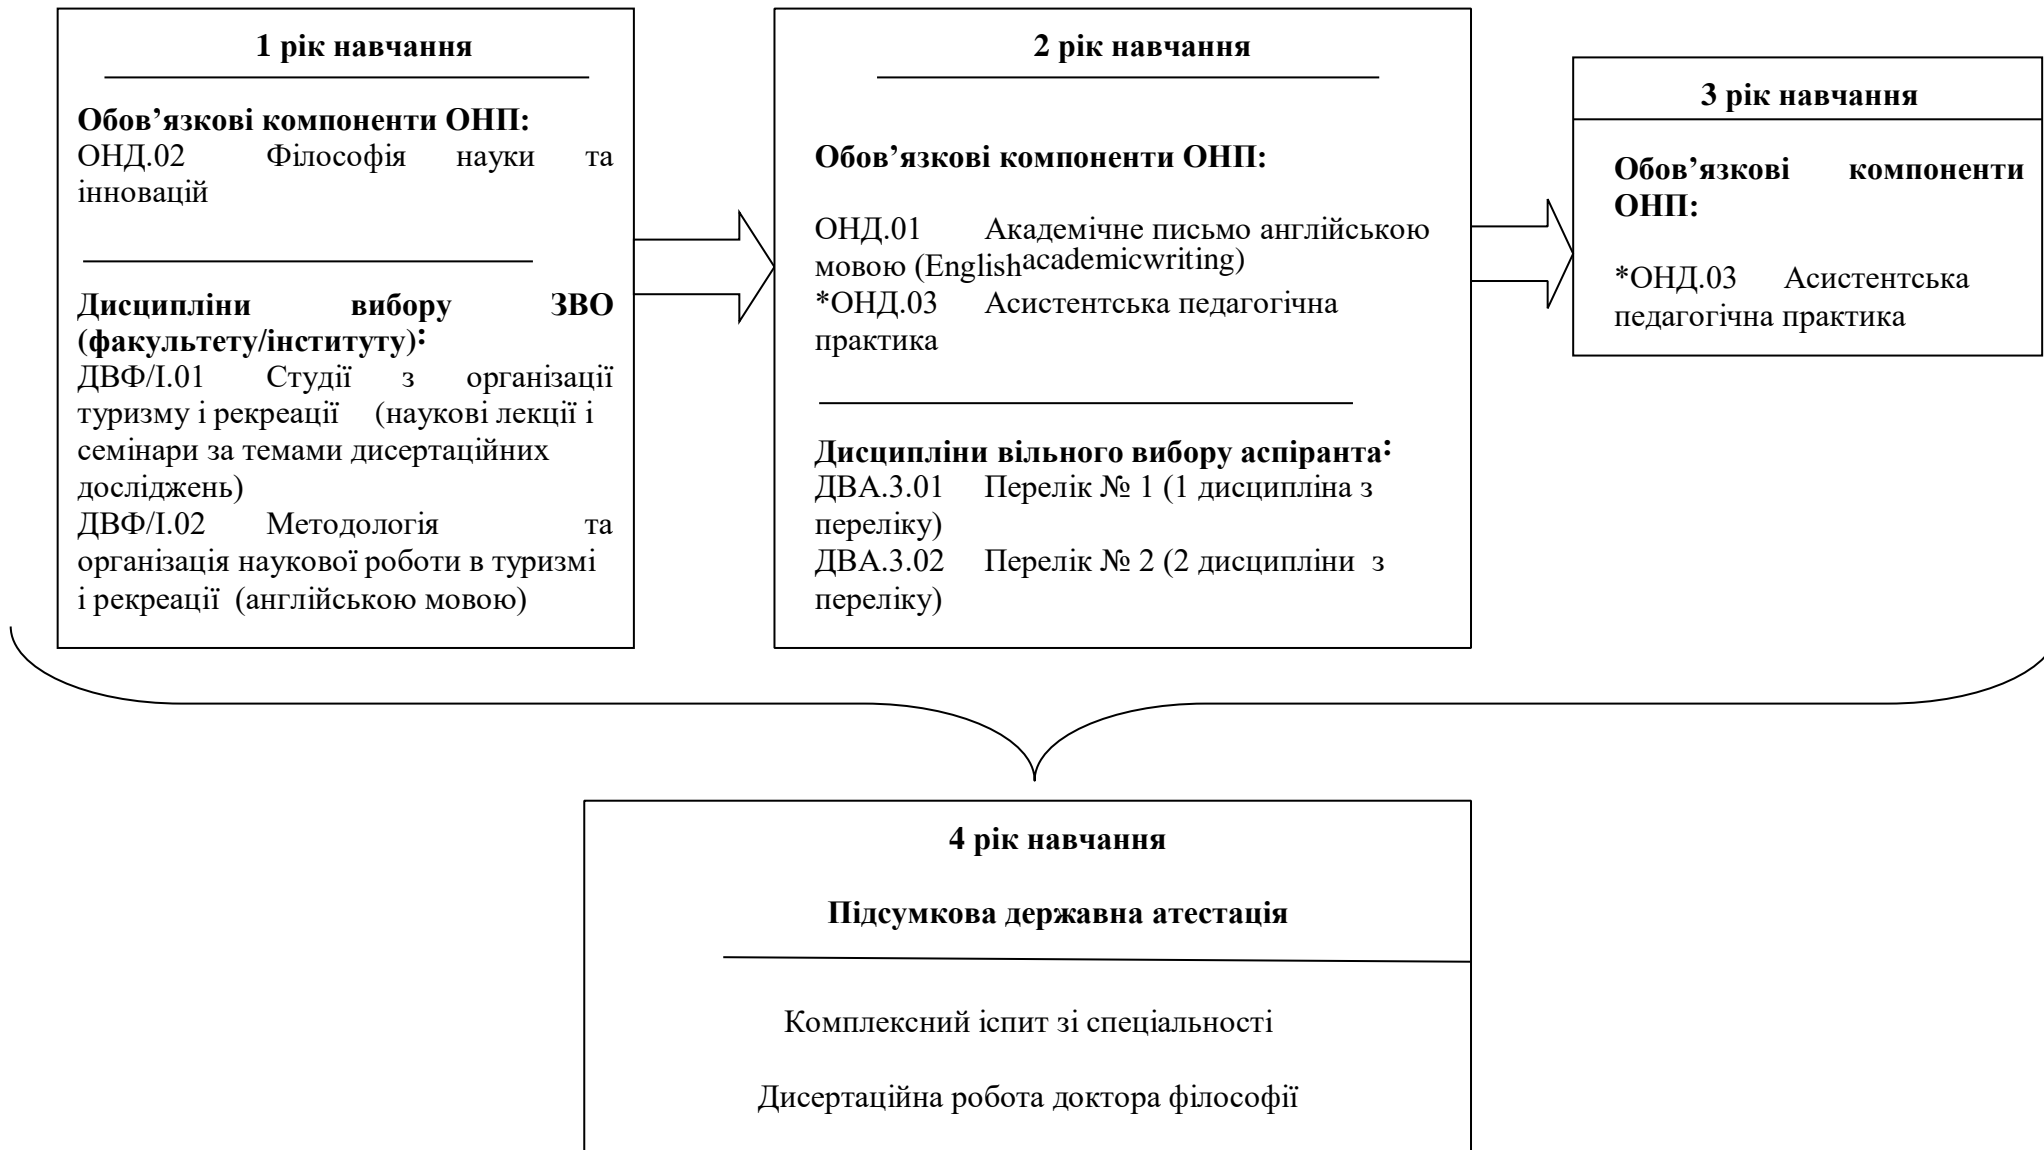 1 рік навчання
Обов’язкові компоненти ОНП:
ОНД.02 Філософія науки та
інновацій
Дисципліни вибору ЗВО
(факультету/інституту):
ДВФ/І.01 Студії з організації
туризму і рекреації (наукові лекції і
семінари за темами дисертаційних
досліджень)
ДВФ/І.02 Методологія та
організація наукової роботи в туризмі
і рекреації (англійською мовою)
2 рік навчання
Обов’язкові компоненти ОНП:
ОНД.01 Академічне письмо англійською
мовою (Englishacademicwriting)
*ОНД.03 Асистентська педагогічна
практика
Дисципліни вільного вибору аспіранта:
ДВА.3.01 Перелік № 1 (1 дисципліна з
переліку)
ДВА.3.02 Перелік № 2 (2 дисципліни з
переліку)
3 рік навчання
Обов’язкові компоненти
ОНП:
*ОНД.03 Асистентська
педагогічна практика
4 рік навчання
Підсумкова державна атестація
Комплексний іспит зі спеціальності
Дисертаційна робота доктора філософії